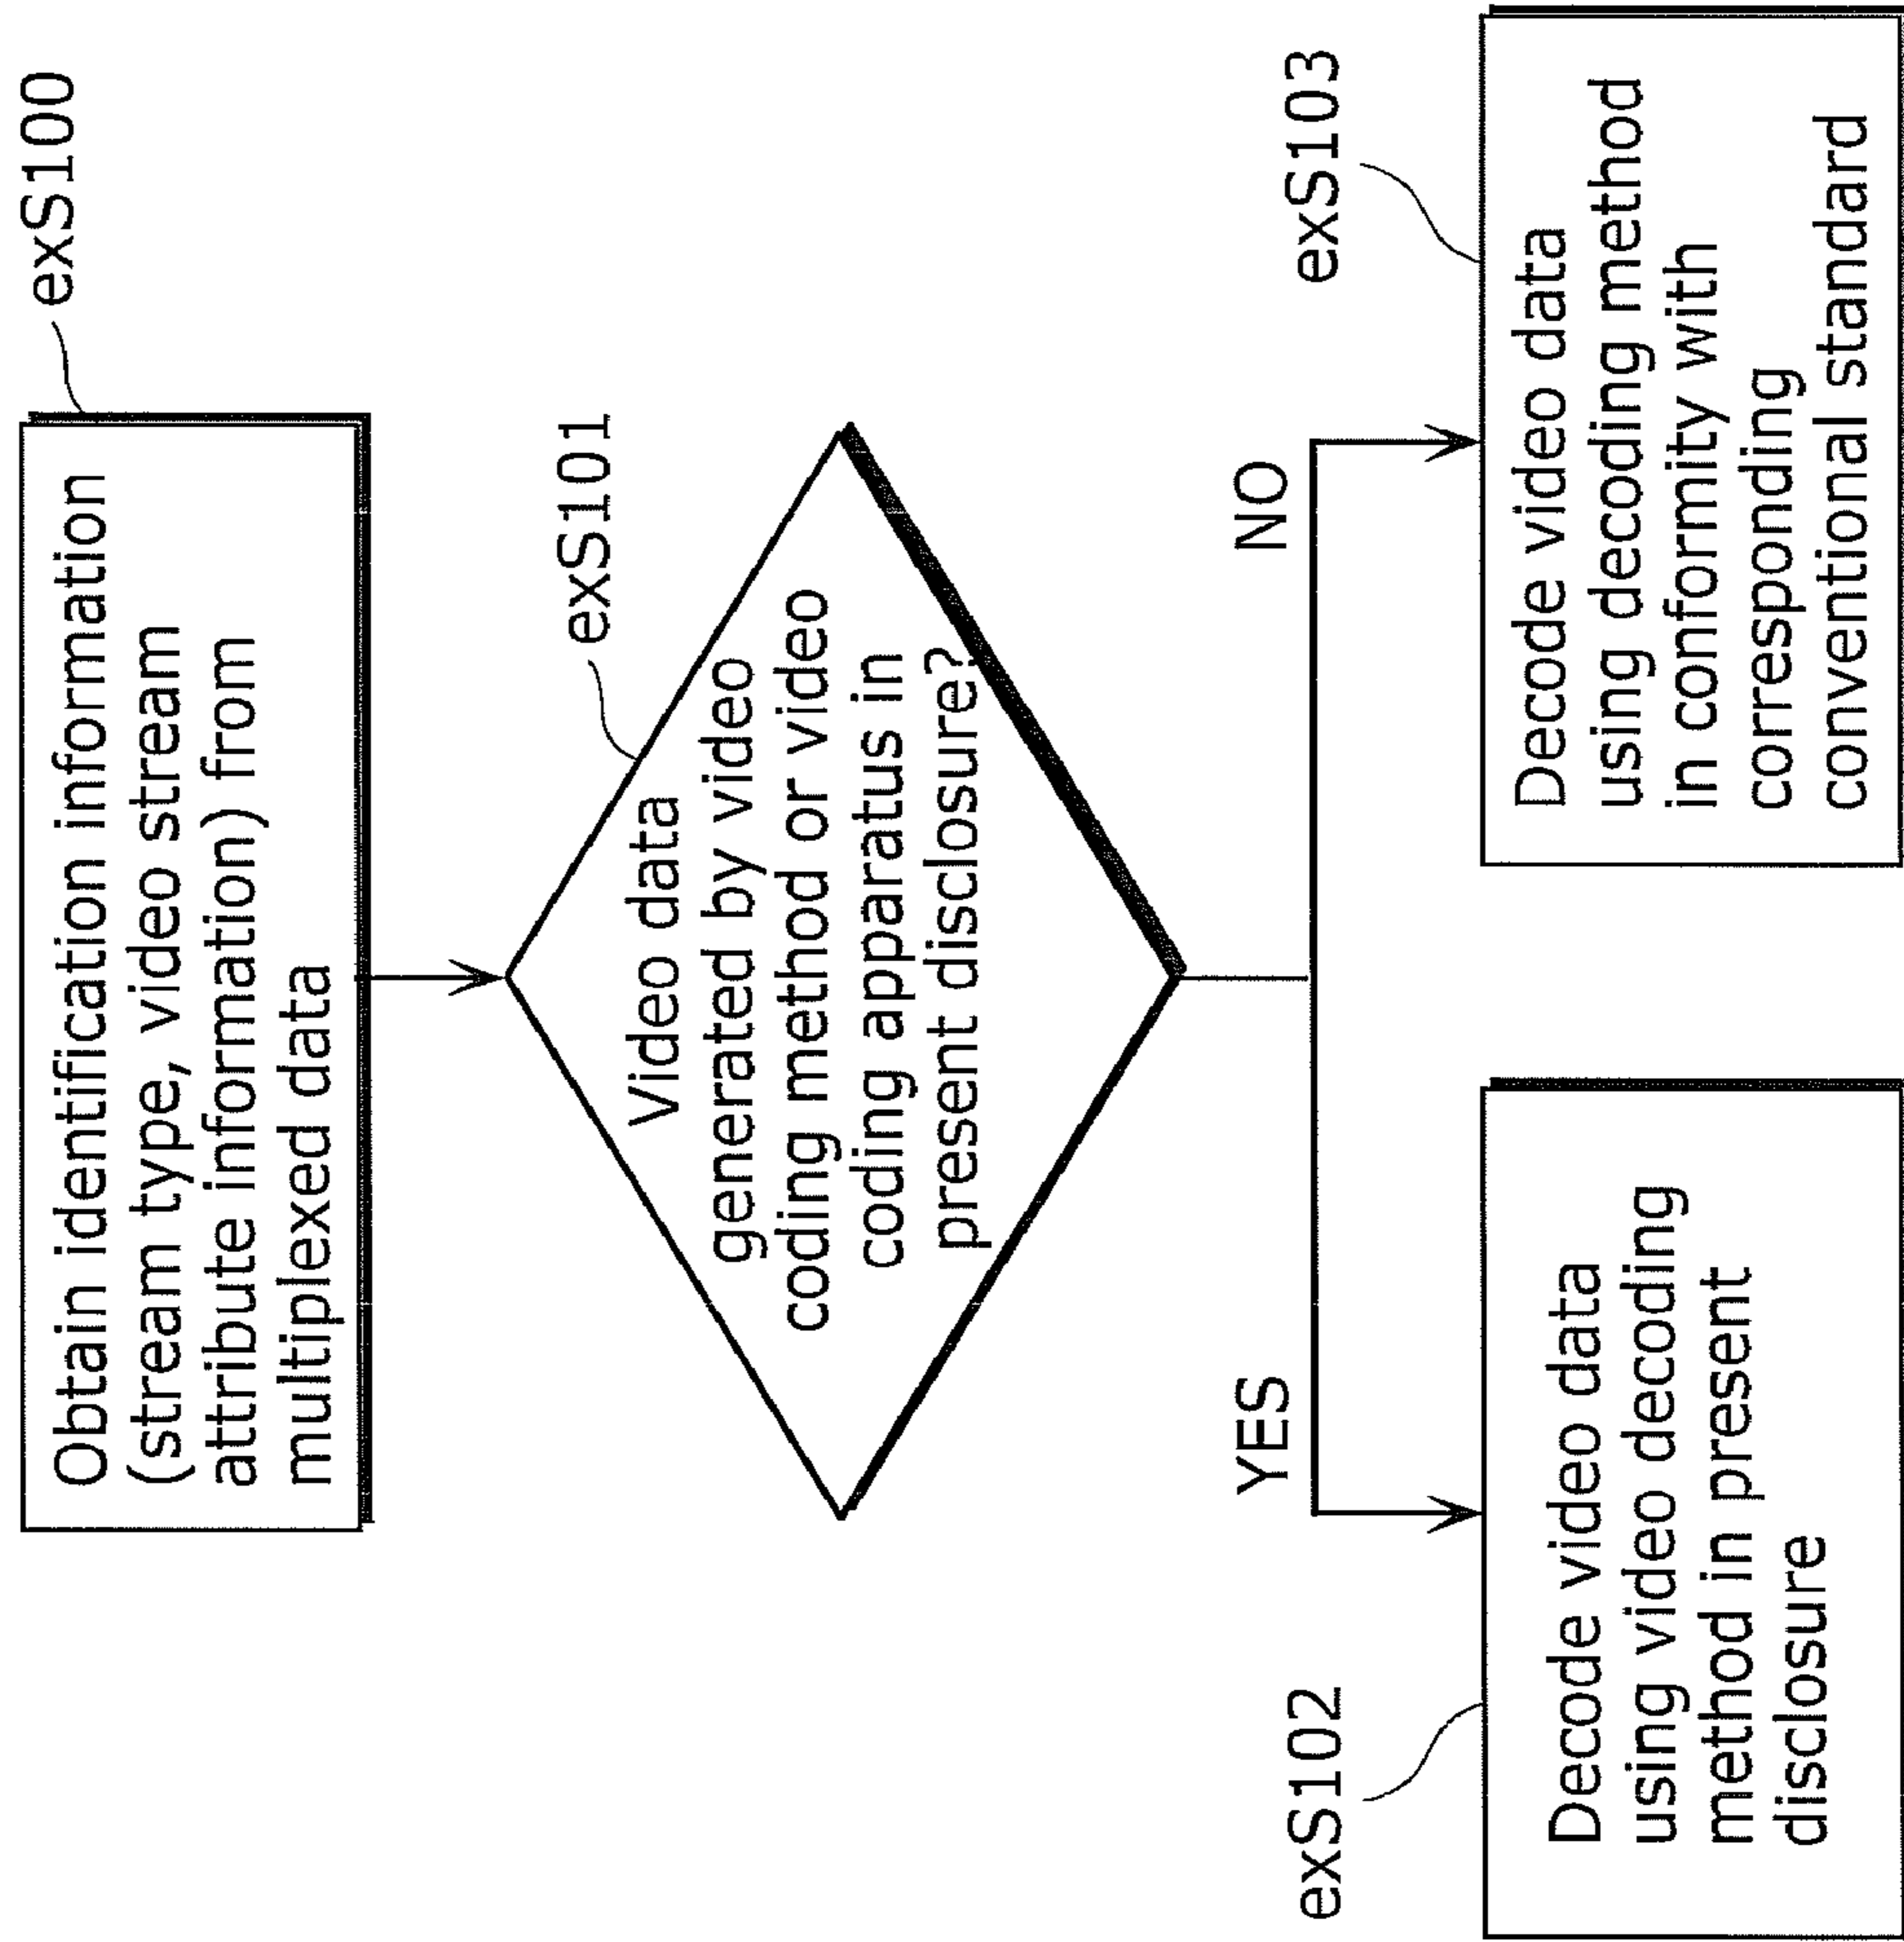 exS100
Obtain identification information
(stream type, video stream
attribute information) from
multiplexed data
exS101
Video data
generated by video
coding method or video
coding apparatus in
present disclosure?
YES
NO
exS102
Decode video data
using video decoding
method in present
disclosure
exS103
Decode video data
using decoding method
in conformity with
corresponding
conventional standard